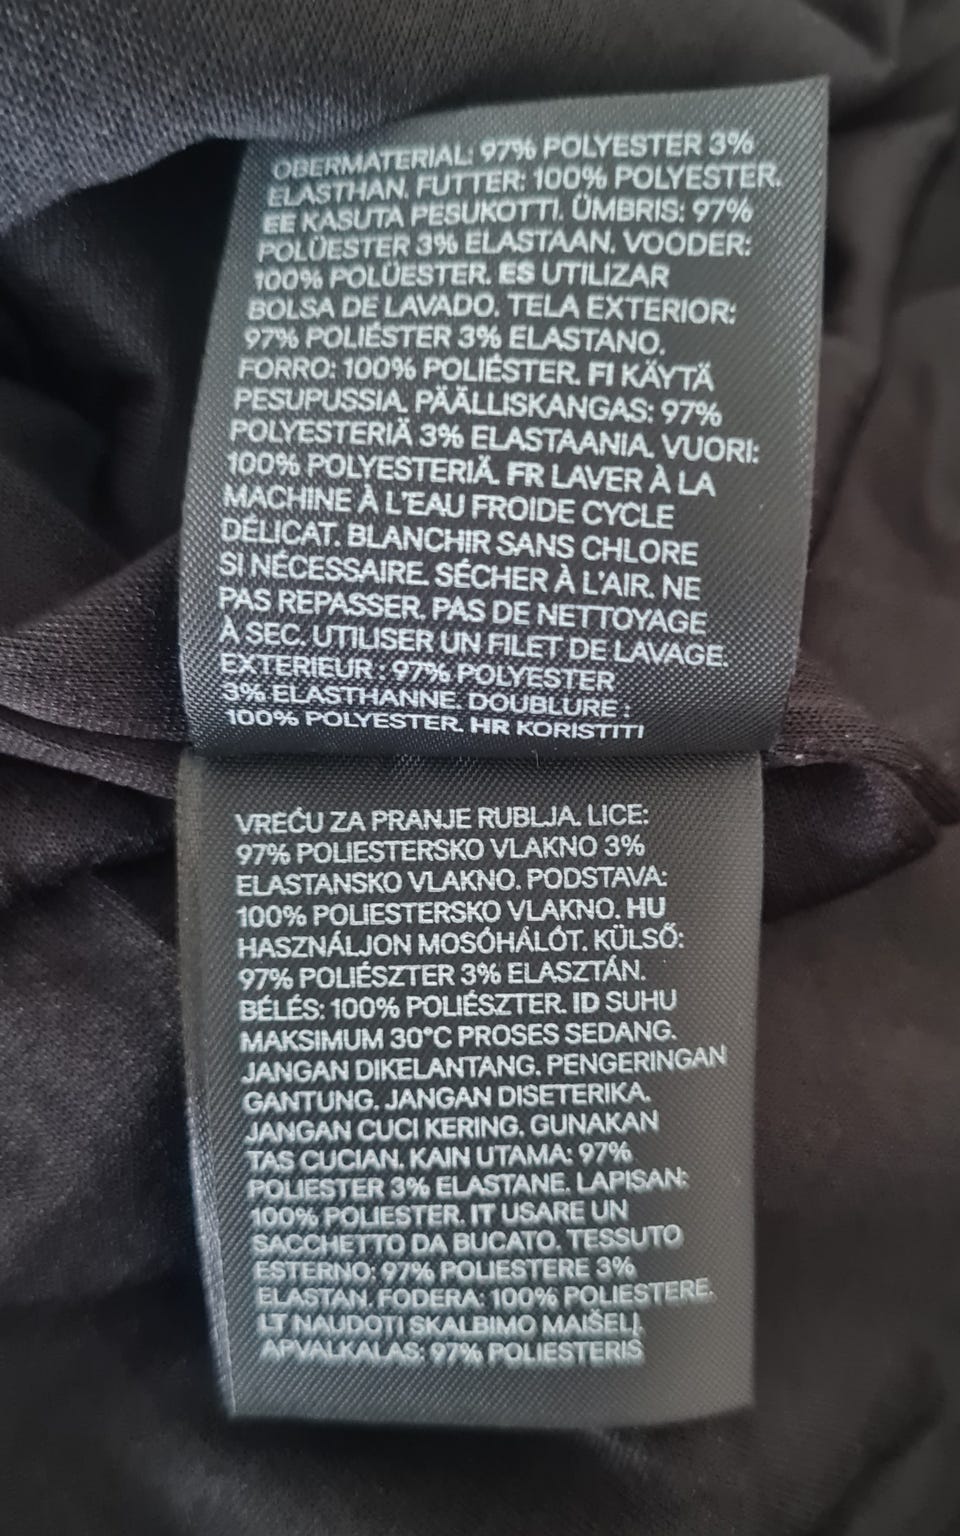 OBERMATERIAL: 97% POLYESTER 3%
ELASTHAN. FUTTER: 100% POLYESTER.
EE KASUTA PESUKOTTI. ÜMBRIS: 97%
POLÜESTER 3% ELASTAAN. VOODER:
100% POLÜESTER. ES UTILIZAR
BOLSA DE LAVADO. TELA EXTERIOR:
97% POLIÉSTER 3% ELASTANO.
FORRO: 100% POLIÉSTER. FI KÄYTÄ
PESUPUSSIA. PÄÄLLISKANGAS: 97%
POLYESTERIÄ 3% ELASTAANIA. VUORI:
100% POLYESTERIÄ. FR LAVER À LA
MACHINE À L'EAU FROIDE CYCLE
DÉLICAT. BLANCHIR SANS CHLORE
SI NÉCESSAIRE. SÉCHER À L'AIR. NE
PAS REPASSER. PAS DE NETTOYAGE
À SEC. UTILISER UN FILET DE LAVAGE.
EXTERIEUR : 97% POLYESTER
3% ELASTHANNE. DOUBLURE :
100% POLYESTER. HR KORISTITI
VREĆU ZA PRANJE RUBLJA. LICE:
97% POLIESTERSKO VLAKNO 3%
ELASTANSKO VLAKNO. PODSTAVA:
100% POLIESTERSKO VLAKNO. HU
HASZNÁLJON MOSÓHÁLÓT. KÜLSŐ:
97% POLIÉSZTER 3% ELASZTÁN.
BÉLÉS: 100% POLIÉSZTER. ID SUHU
MAKSIMUM 30°C PROSES SEDANG.
JANGAN DIKELANTANG. PENGERINGAN
GANTUNG. JANGAN DISETERIKA.
JANGAN CUCI KERING. GUNAKAN
TAS CUCIAN. KAIN UTAMA: 97%
POLIESTER 3% ELASTANE. LAPISAN:
100% POLIESTER. IT USARE UN
SACCHETTO DA BUCATO. TESSUTO
ESTERNO: 97% POLIESTERE 3%
ELASTAN. FODERA: 100% POLIESTERE.
LT NAUDOTI SKALBIMO MAIŠELĮ.
APVALKALAS: 97% POLIESTERIS